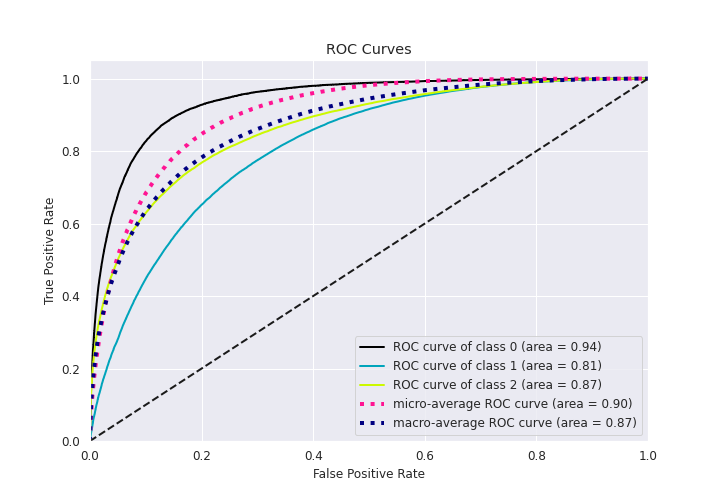 ROC Curves
True Positive Rate
1.0
0.8
0.6
0.4
0.2
0.0
ROC curve of class 0 (area = 0.94)
ROC curve of class 1 (area = 0.81)
ROC curve of class 2 (area = 0.87)
micro-average ROC curve (area = 0.90)
macro-average ROC curve (area = 0.87)
0.0 0.2 0.4 0.6 0.8 1.0
False Positive Rate